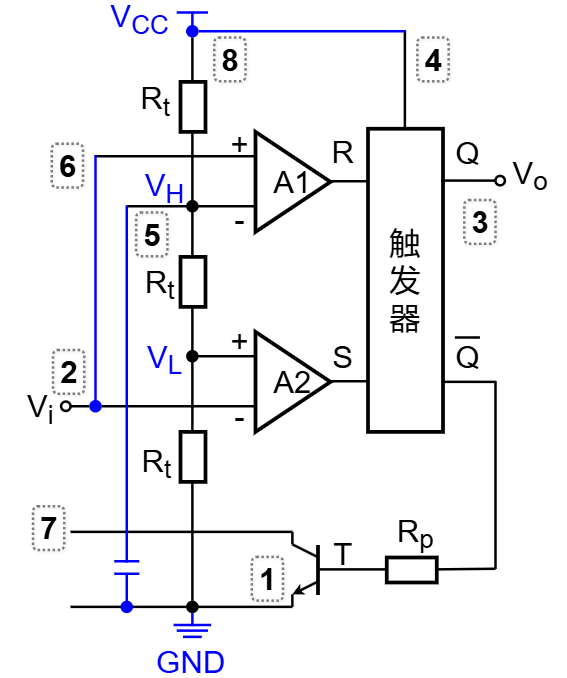 VCC
8
4
Rt
6
+
R
Q
VH
A1
Vo
5
-
3
Rt
触
发
器
VL
+
S
Q
2
A2
Vi
-
Rt
7
Rp
1
T
GND